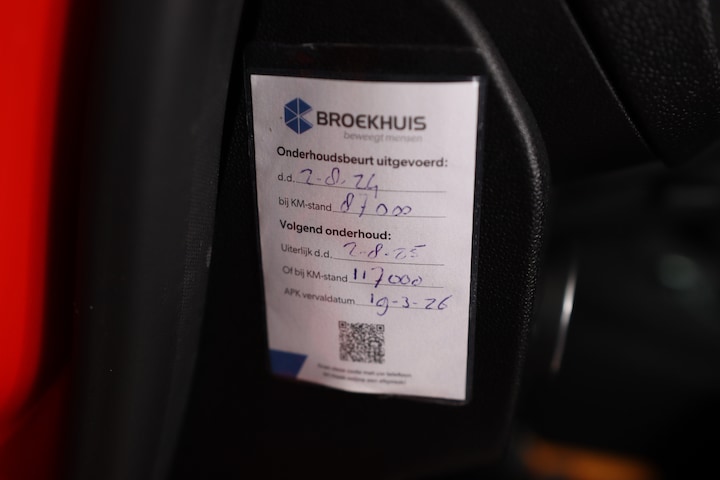 BROEKHUIS
beweegt mensen
Onderhoudsbeurt uitgevoerd:
d.d. 2-8-24
bij KM-stand 87000
Volgend onderhoud:
Uiterlijk d.d. 2-8-25
Of bij KM-stand 117000
APK vervaldatum 19-3-26